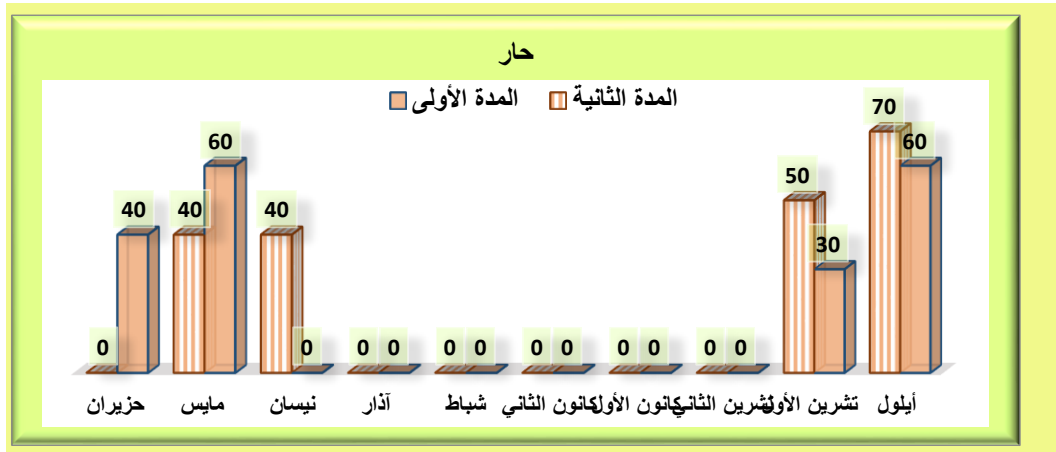 حار
المدة الثانية المدة الأولى
70
60 60
50
40 40 40
30
0 0 0 0 0 0 0 0 0 0 0 0
أيلول تشرين الأول تشرين الثاني كانون الأول كانون الثاني شباط آذار نيسان مايس حزيران